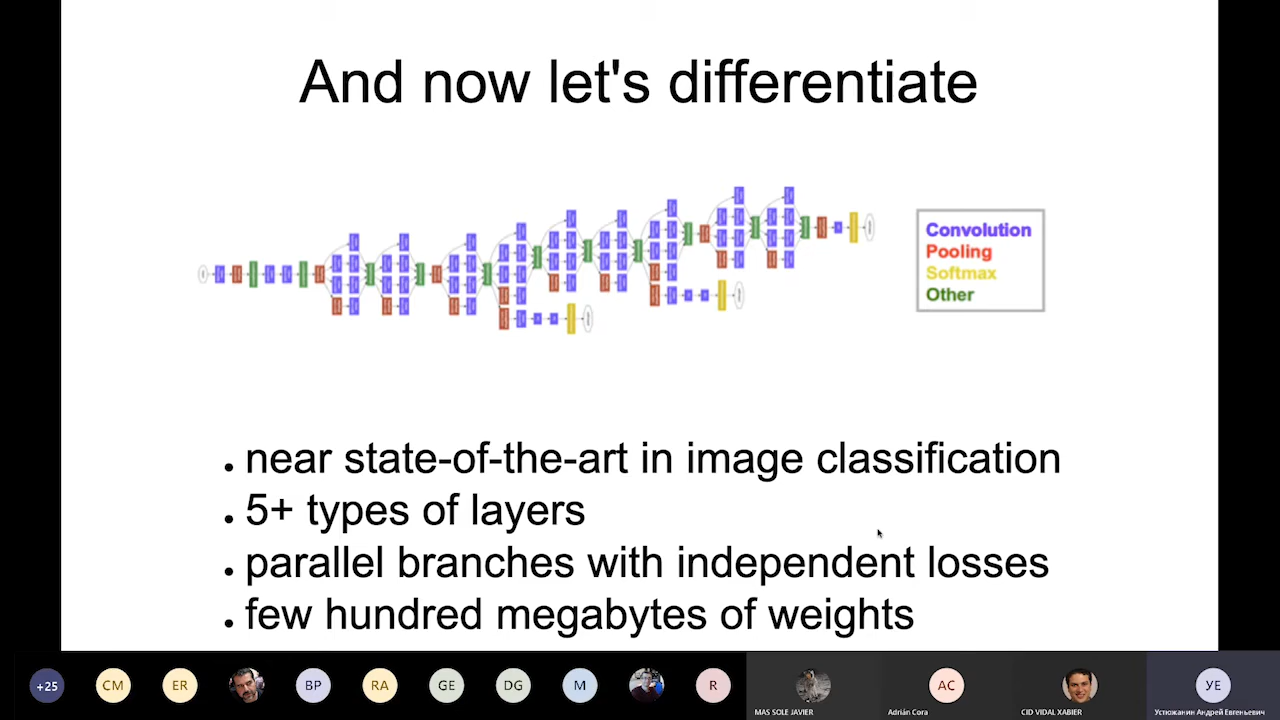 And now let's differentiate
Convolution
Pooling
Softmax
Other
• near state-of-the-art in image classification
• 5+ types of layers
• parallel branches with independent losses
• few hundred megabytes of weights
+25
CM
ER
BP
RA
GE
DG
M
R
MAS SOLE JAVIER
AC
Adrián Cora
CID VIDAL XABIER
УЕ
Устюжанин Андрей Евгеньевич